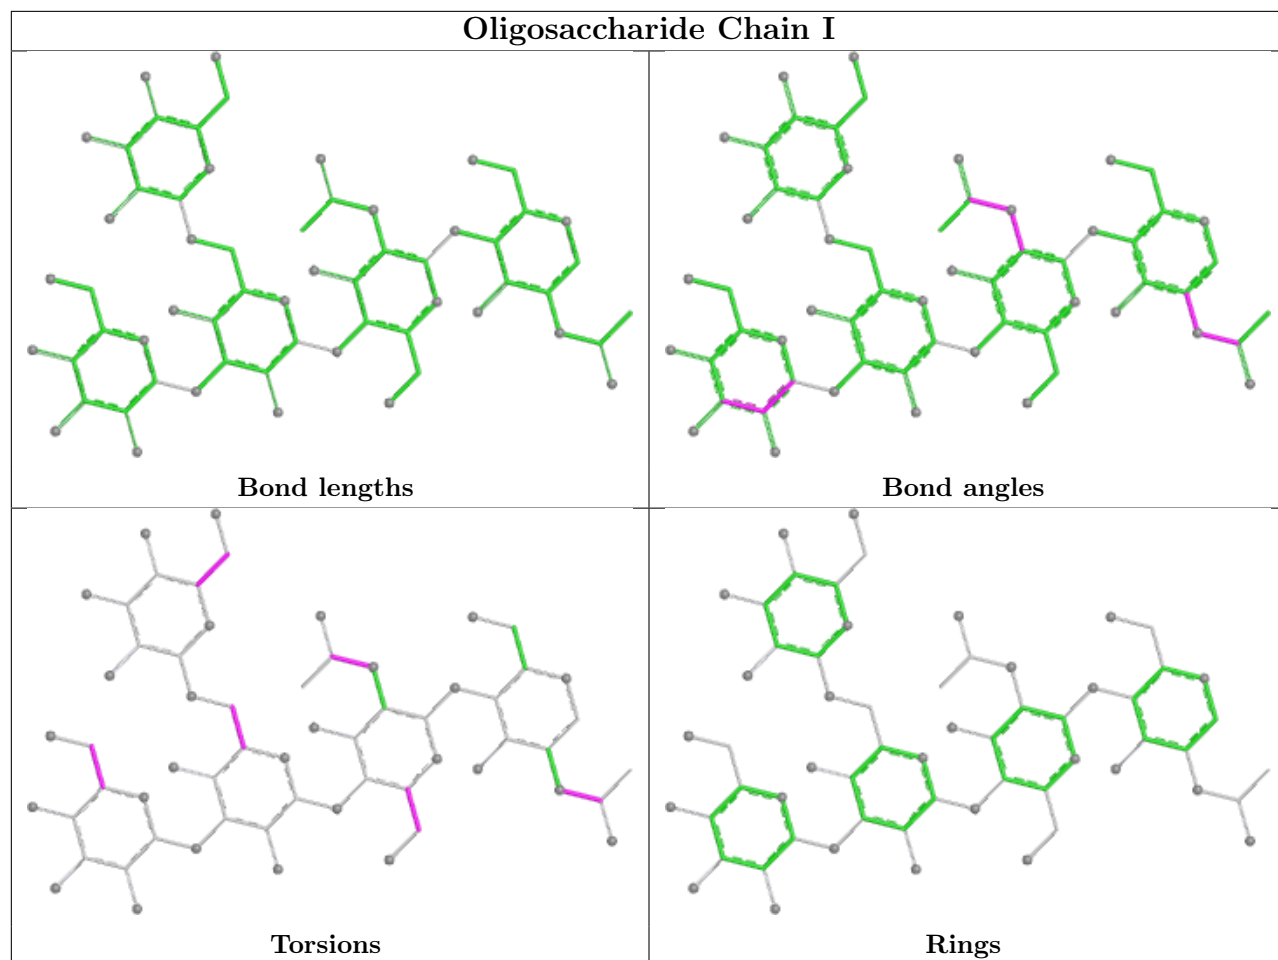 Oligosaccharide Chain I
Bond lengths
Bond angles
Torsions
Rings